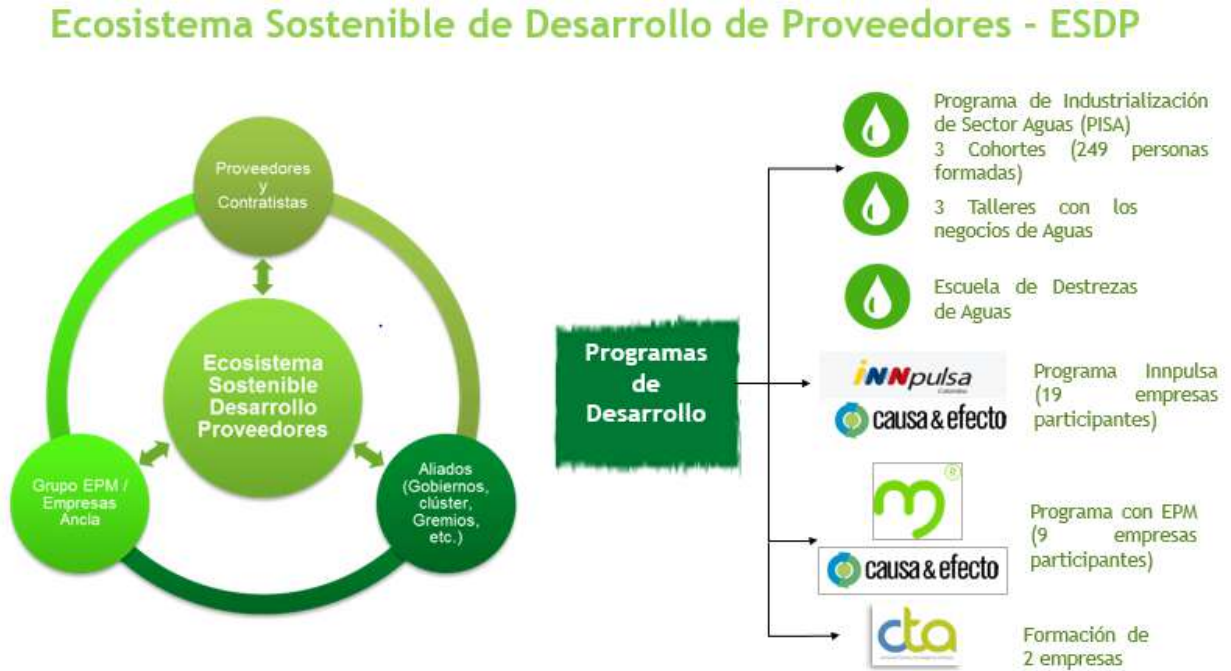 Ecosistema Sostenible de Desarrollo de Proveedores - ESDP
Proveedores
y
Contratistas
Ecosistema
Sostenible
Desarrollo
Proveedores
Grupo EPM /
Empresas
Ancla
Aliados
(Gobiernos,
clúster,
Gremios,
etc.)
Programas
de
Desarrollo
Programa de Industrialización
de Sector Aguas (PISA)
3 Cohortes (249 personas
formadas)
3 Talleres con los
negocios de Aguas
Escuela de Destrezas
de Aguas
iNNpulsa
Colombia
causa & efecto
Programa Innpulsa
(19 empresas
participantes)
m®
causa & efecto
Programa con EPM
(9 empresas
participantes)
cta
Formación de
2 empresas